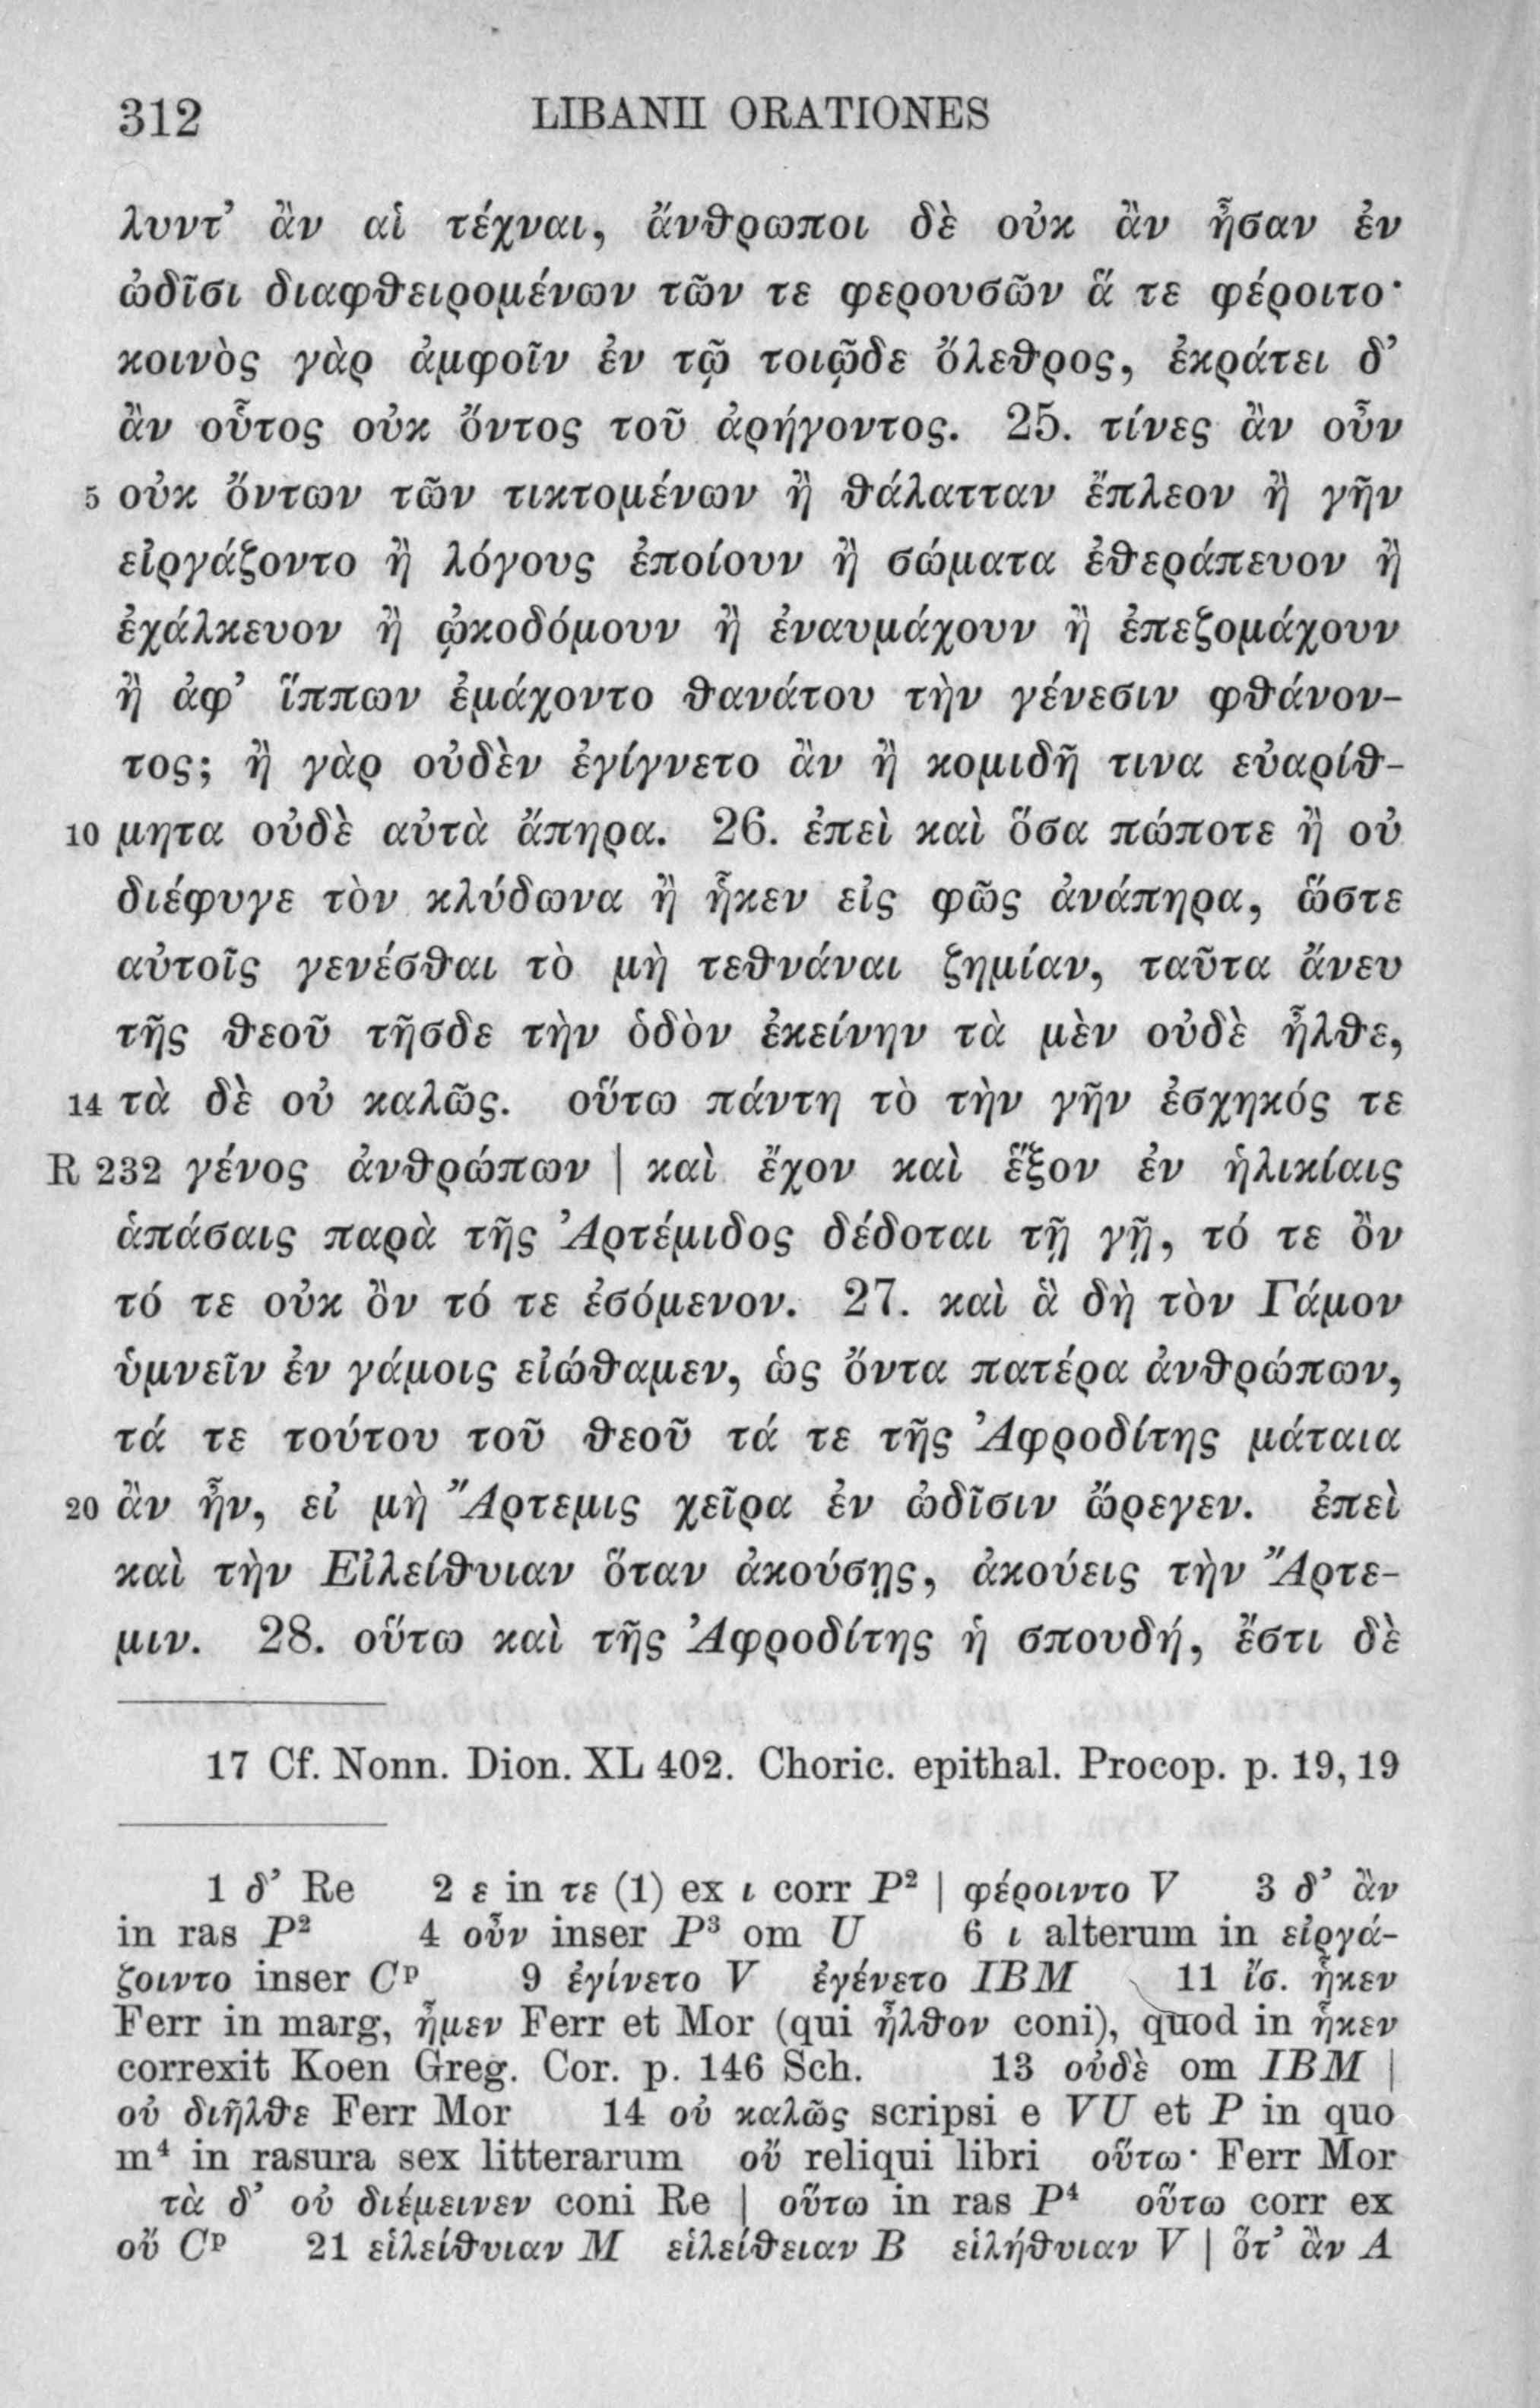 312 LIBANII ORATIONES
λυντ’ ἂν αἱ τέχναι, ἄνθρωποι δὲ οὐκ ἂν ἦσαν ἐν
ὠδῖσι διαφθειρομένων τῶν τε φερουσῶν ἅ τε φέροιτο·
κοινὸς γὰρ ἀμφοῖν ἐν τῷ τοιῷδε ὄλεθρος, ἐκράτει δ’
ἂν οὗτος οὐκ ὄντος τοῦ ἀρήγοντος. 25. τίνες ἂν οὖν
5 οὐκ ὄντων τῶν τικτομένων ἢ θάλατταν ἔπλεον ἢ γῆν
εἰργάζοντο ἢ λόγους ἐποίουν ἢ σώματα ἐθεράπευον ἢ
ἐχάλκευον ἢ ᾠκοδόμουν ἢ ἐναυμάχουν ἢ ἐπεζομάχουν
ἢ ἀφ’ ἵππων ἐμάχοντο θανάτου τὴν γένεσιν φθάνον-
τος; ἢ γὰρ οὐδὲν ἐγίγνετο ἂν ἢ κομιδῆ τινα εὐαρίθ-
10 μητα οὐδὲ αὐτὰ ἄπηρα. 26. ἐπεὶ καὶ ὅσα πώποτε ἢ οὐ
διέφυγε τὸν κλύδωνα ἢ ἧκεν εἰς φῶς ἀνάπηρα, ὥστε
αὐτοῖς γενέσθαι τὸ μὴ τεθνάναι ζημίαν, ταῦτα ἄνευ
τῆς θεοῦ τῆσδε τὴν ὁδὸν ἐκείνην τὰ μὲν οὐδὲ ἦλθε,
14 τὰ δὲ οὐ καλῶς. οὕτω πάντη τὸ τὴν γῆν ἐσχηκός τε
R 232 γένος ἀνθρώπων | καὶ ἔχον καὶ ἕξον ἐν ἡλικίαις
ἁπάσαις παρὰ τῆς Ἀρτέμιδος δέδοται τῇ γῇ, τό τε ὂν
τό τε οὐκ ὂν τό τε ἐσόμενον. 27. καὶ ἃ δὴ τὸν Γάμον
ὑμνεῖν ἐν γάμοις εἰώθαμεν, ὡς ὄντα πατέρα ἀνθρώπων,
τά τε τούτου τοῦ θεοῦ τά τε τῆς Ἀφροδίτης μάταια
20 ἂν ἦν, εἰ μὴ Ἄρτεμις χεῖρα ἐν ὠδῖσιν ὤρεγεν. ἐπεὶ
καὶ τὴν Εἰλείθυιαν ὅταν ἀκούσῃς, ἀκούεις τὴν Ἄρτε-
μιν. 28. οὕτω καὶ τῆς Ἀφροδίτης ἡ σπουδή, ἔστι δὲ
17 Cf. Nonn. Dion. XL 402. Choric. epithal. Procop. p. 19, 19
1 δ’ Re 2 ε in τε (1) ex ι corr P² | φέροιντο V 3 δ’ ἂν
in ras P² 4 οὖν inser P³ om U 6 ι alterum in εἰργά-
ζοιντο inser Cᵖ 9 ἐγίνετο V ἐγένετο IBM 11 ἴσ. ἧκεν
Ferr in marg, ἦμεν Ferr et Mor (qui ἦλθον coni), quod in ἧκεν
correxit Koen Greg. Cor. p. 146 Sch. 13 οὐδὲ om IBM |
οὐ διῆλθε Ferr Mor 14 οὐ καλῶς scripsi e VU et P in quo
m⁴ in rasura sex litterarum οὔ reliqui libri οὕτω· Ferr Mor
τὰ δ’ οὐ διέμεινεν coni Re | οὕτω in ras P⁴ οὕτω corr ex
οὔ Cᵖ 21 εἰλείθυιαν M εἰλείθειαν B εἰλήθυιαν V | ὅτ’ ἂν A